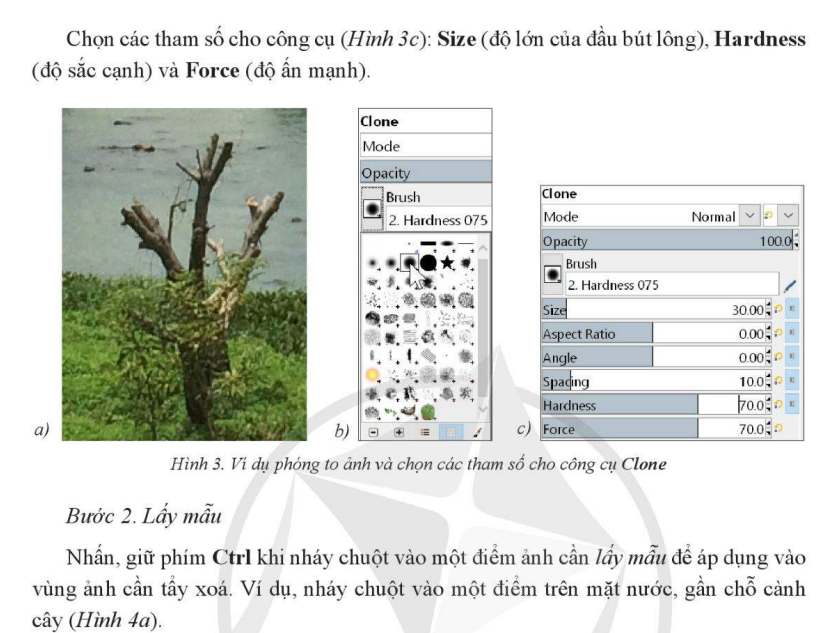 Chọn các tham số cho công cụ (Hình 3c): Size (độ lớn của đầu bút lông), Hardness
(độ sắc cạnh) và Force (độ ấn mạnh).
a)
Clone
Mode
Opacity
Brush
2. Hardness 075
b)
Clone
Mode Normal
Opacity 100.0
Brush
2. Hardness 075
Size 30.00
Aspect Ratio 0.00
Angle 0.00
Spacing 10.0
Hardness 70.0
Force 70.0
c)
Hình 3. Ví dụ phóng to ảnh và chọn các tham số cho công cụ Clone
Bước 2. Lấy mẫu
Nhấn, giữ phím Ctrl khi nháy chuột vào một điểm ảnh cần lấy mẫu để áp dụng vào
vùng ảnh cần tẩy xoá. Ví dụ, nháy chuột vào một điểm trên mặt nước, gần chỗ cành
cây (Hình 4a).